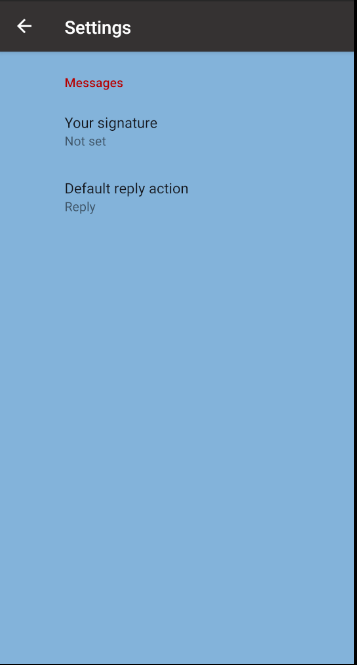 Settings
Messages
Your signature
Not set
Default reply action
Reply